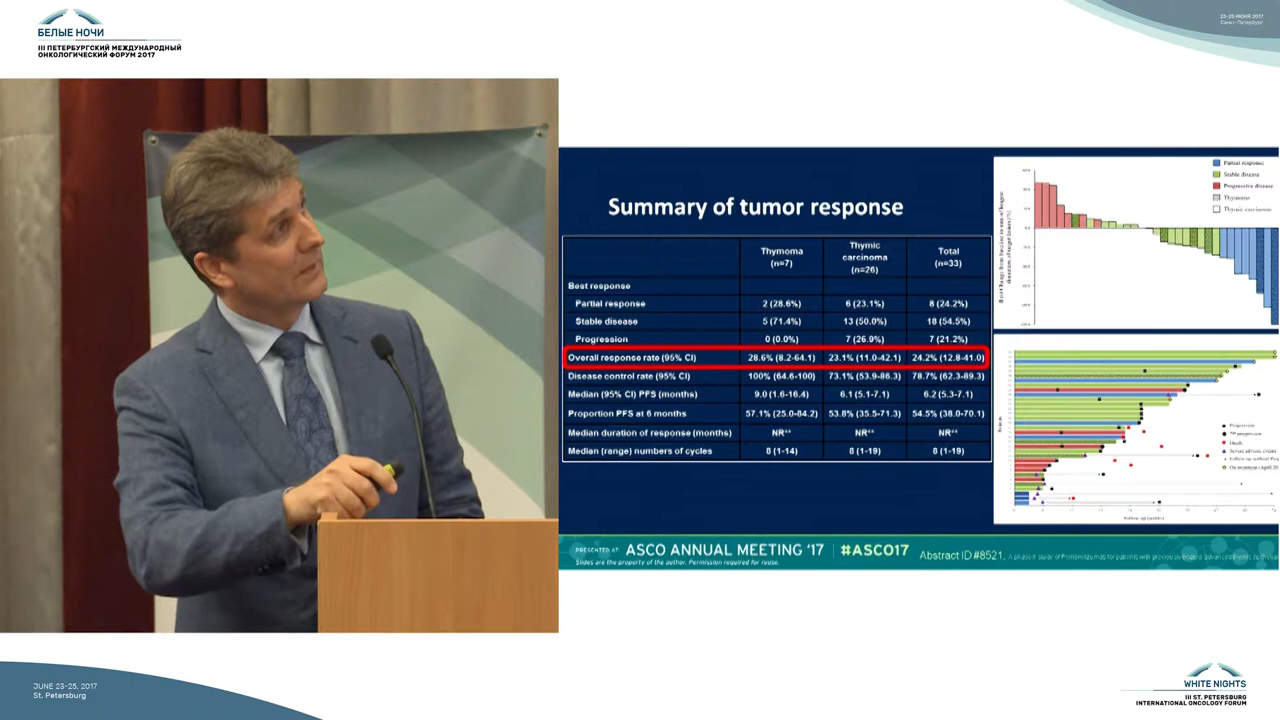 БЕЛЫЕ НОЧИ
III ПЕТЕРБУРГСКИЙ МЕЖДУНАРОДНЫЙ
ОНКОЛОГИЧЕСКИЙ ФОРУМ 2017
23-25 ИЮНЯ 2017
Санкт-Петербург
Summary of tumor response
Thymoma (n=7) Thymic carcinoma (n=26) Total (n=33)
Best response
Partial response 2 (28.6%) 6 (23.1%) 8 (24.2%)
Stable disease 5 (71.4%) 13 (50.0%) 18 (54.5%)
Progression 0 (0.0%) 7 (26.9%) 7 (21.2%)
Overall response rate (95% CI) 28.6% (8.2-64.1) 23.1% (11.0-42.1) 24.2% (12.8-41.0)
Disease control rate (95% CI) 100% (64.6-100) 73.1% (53.9-86.3) 78.7% (62.3-89.3)
Median (95% CI) PFS (months) 9.0 (1.6-16.4) 6.1 (5.1-7.1) 6.2 (5.3-7.1)
Proportion PFS at 6 months 57.1% (25.0-84.2) 53.8% (35.5-71.3) 54.5% (38.0-70.1)
Median duration of response (months) NR** NR** NR**
Median (range) numbers of cycles 8 (1-14) 8 (1-19) 8 (1-19)
Partial response
Stable disease
Progressive disease
Thymoma
Thymic carcinoma
Progression
Death
PRESENTED AT: ASCO ANNUAL MEETING '17 #ASCO17 Abstract ID #8521,
Slides are the property of the author. Permission required for reuse.
JUNE 23-25, 2017
St. Petersburg
WHITE NIGHTS
III ST. PETERSBURG
INTERNATIONAL ONCOLOGY FORUM